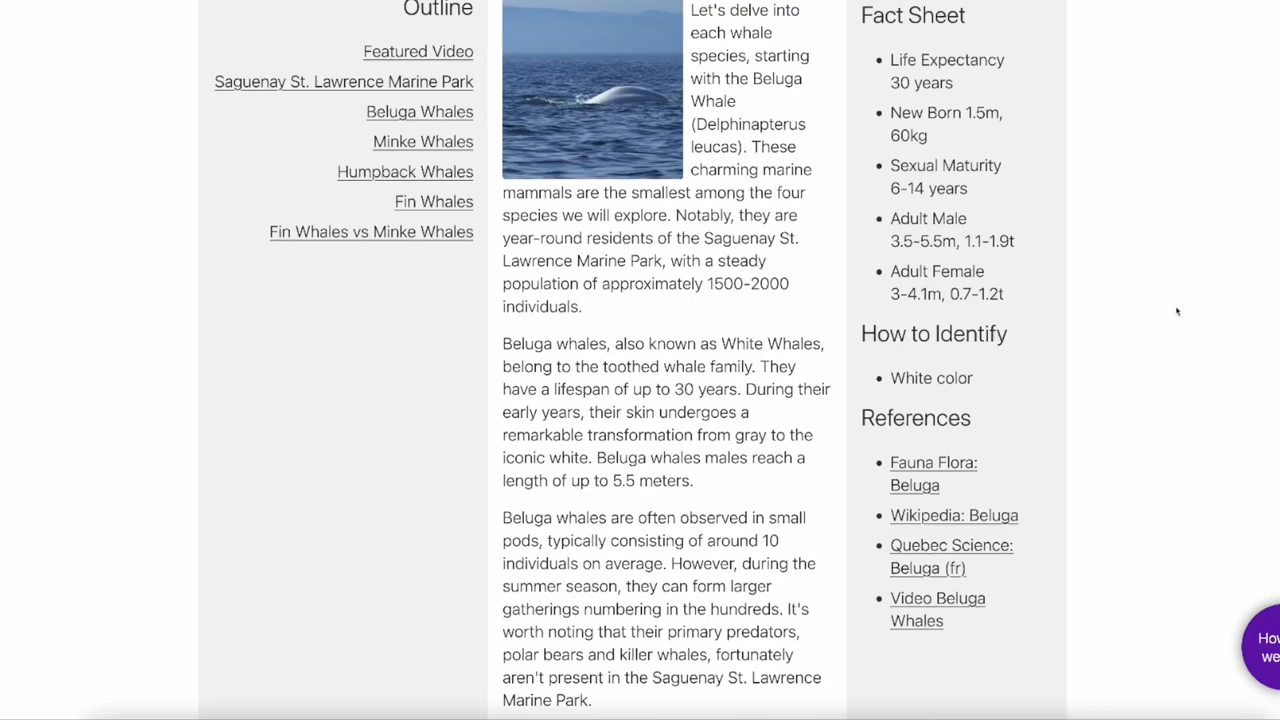 Outline
Featured Video
Saguenay St. Lawrence Marine Park
Beluga Whales
Minke Whales
Humpback Whales
Fin Whales
Fin Whales vs Minke Whales
Let's delve into
each whale
species, starting
with the Beluga
Whale
(Delphinapterus
leucas). These
charming marine
mammals are the smallest among the four
species we will explore. Notably, they are
year-round residents of the Saguenay St.
Lawrence Marine Park, with a steady
population of approximately 1500-2000
individuals.
Beluga whales, also known as White Whales,
belong to the toothed whale family. They
have a lifespan of up to 30 years. During their
early years, their skin undergoes a
remarkable transformation from gray to the
iconic white. Beluga whales males reach a
length of up to 5.5 meters.
Beluga whales are often observed in small
pods, typically consisting of around 10
individuals on average. However, during the
summer season, they can form larger
gatherings numbering in the hundreds. It's
worth noting that their primary predators,
polar bears and killer whales, fortunately
aren't present in the Saguenay St. Lawrence
Marine Park.
Fact Sheet
Life Expectancy
30 years
New Born 1.5m,
60kg
Sexual Maturity
6-14 years
Adult Male
3.5-5.5m, 1.1-1.9t
Adult Female
3-4.1m, 0.7-1.2t
How to Identify
White color
References
Fauna Flora:
Beluga
Wikipedia: Beluga
Quebec Science:
Beluga (fr)
Video Beluga
Whales